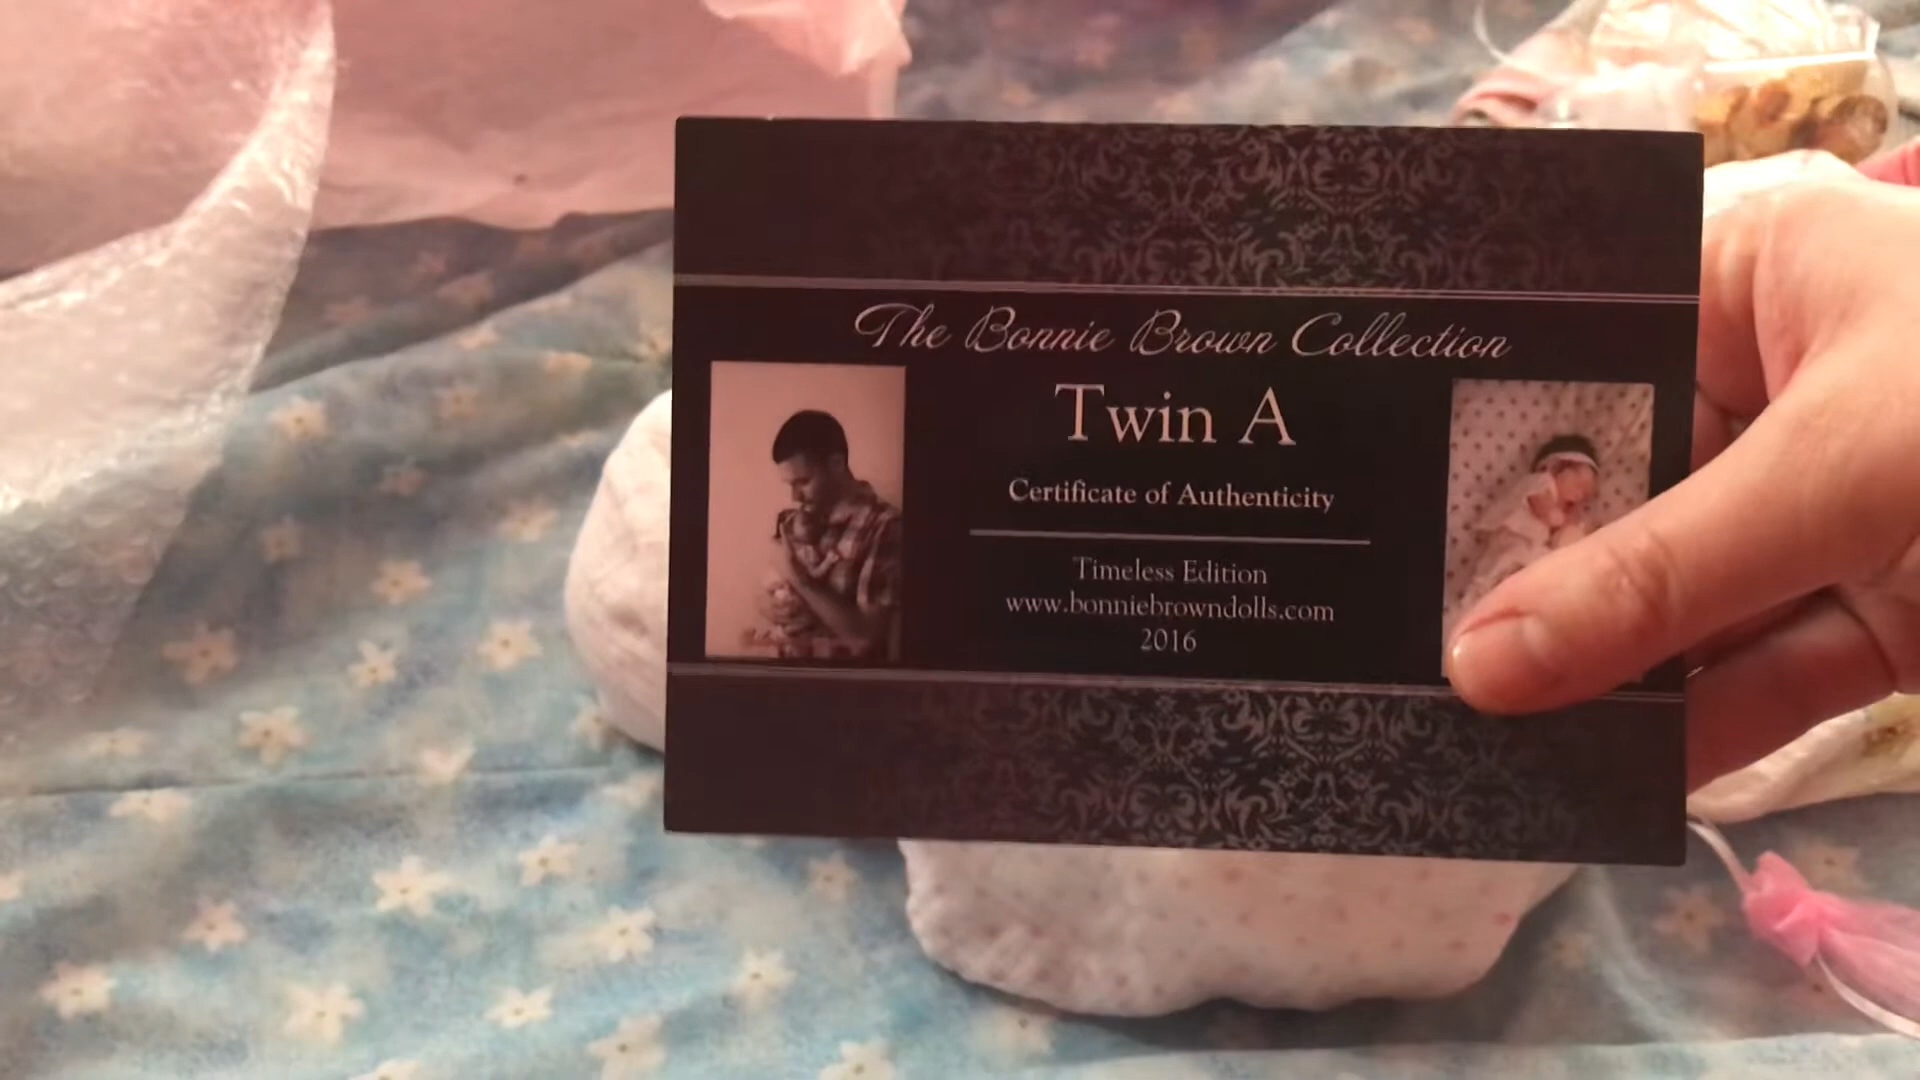 The Bonnie Brown Collection
Twin A
Certificate of Authenticity
Timeless Edition
www.bonniebrowndolls.com
2016